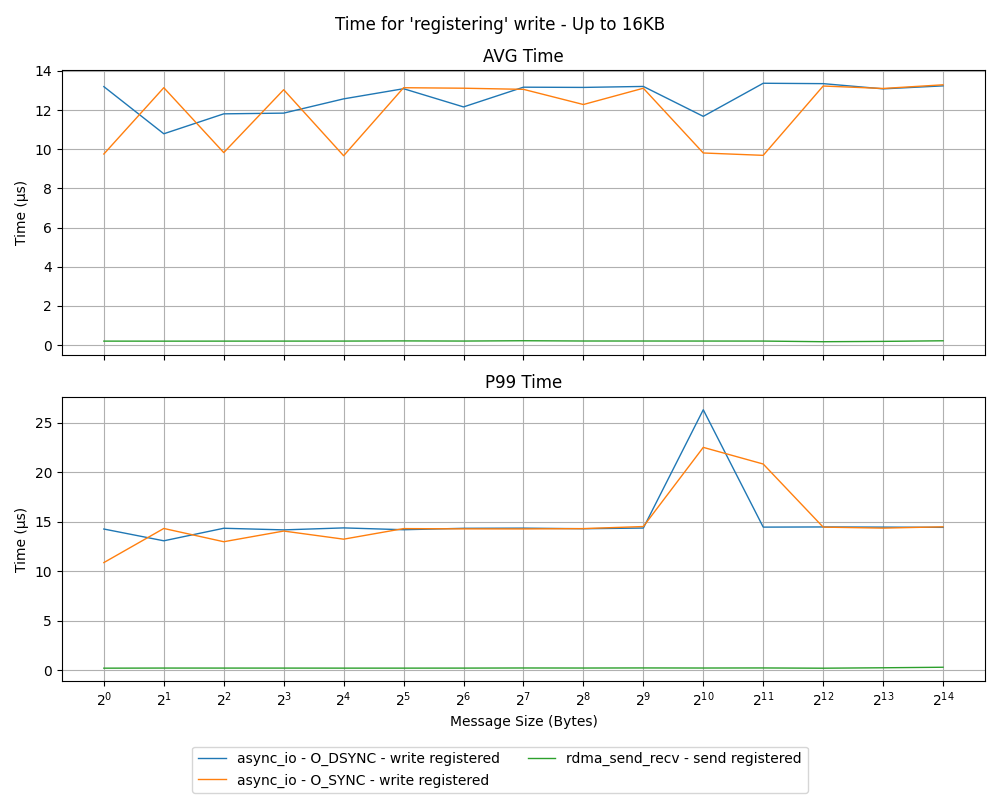 Time for 'registering' write - Up to 16KB
AVG Time
14
12
10
8
6
4
2
0
Time (µs)
P99 Time
25
20
15
10
5
0
Time (µs)
2^0 2^1 2^2 2^3 2^4 2^5 2^6 2^7 2^8 2^9 2^10 2^11 2^12 2^13 2^14
Message Size (Bytes)
async_io - O_DSYNC - write registered
async_io - O_SYNC - write registered
rdma_send_recv - send registered